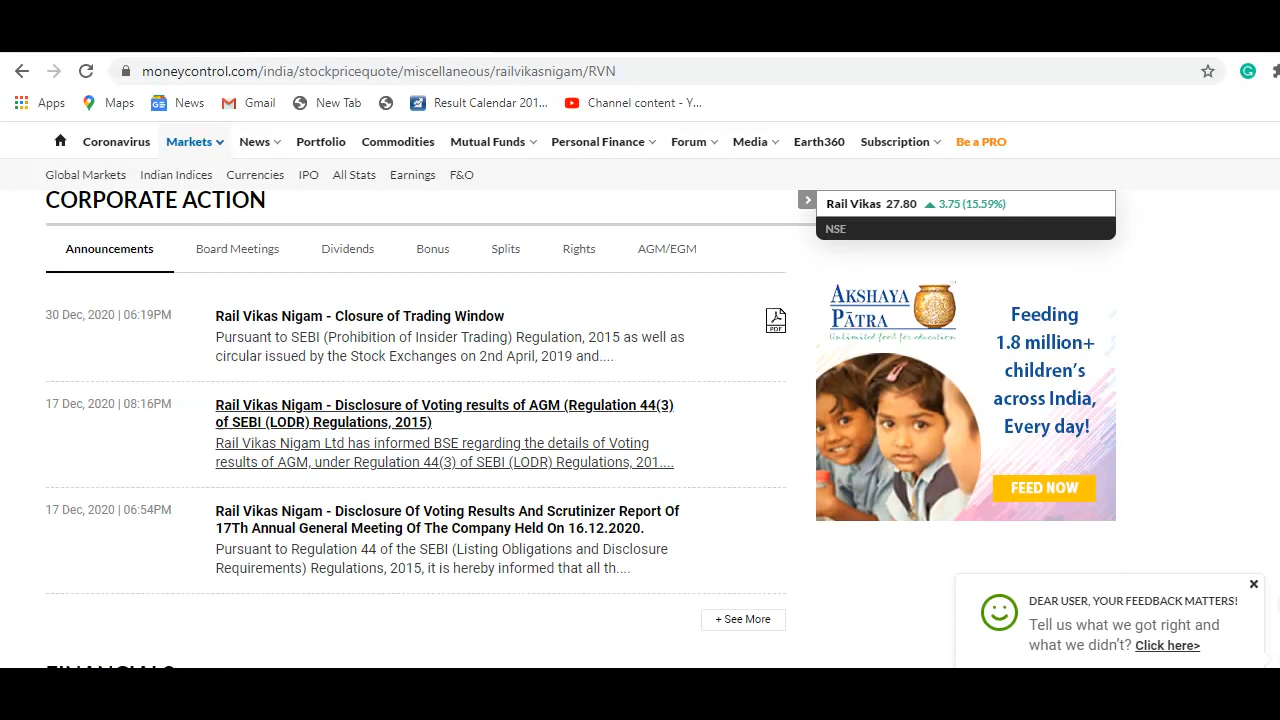 moneycontrol.com/india/stockpricequote/miscellaneous/railvikasnigam/RVN
Apps Maps News Gmail New Tab Result Calendar 201... Channel content - Y...
Coronavirus Markets News Portfolio Commodities Mutual Funds Personal Finance Forum Media Earth360 Subscription Be a PRO
Global Markets Indian Indices Currencies IPO All Stats Earnings F&O
CORPORATE ACTION
Rail Vikas 27.80 3.75 (15.59%)
NSE
Announcements Board Meetings Dividends Bonus Splits Rights AGM/EGM
30 Dec, 2020 | 06:19PM
Rail Vikas Nigam - Closure of Trading Window
Pursuant to SEBI (Prohibition of Insider Trading) Regulation, 2015 as well as
circular issued by the Stock Exchanges on 2nd April, 2019 and....
PDF
17 Dec, 2020 | 08:16PM
Rail Vikas Nigam - Disclosure of Voting results of AGM (Regulation 44(3)
of SEBI (LODR) Regulations, 2015)
Rail Vikas Nigam Ltd has informed BSE regarding the details of Voting
results of AGM, under Regulation 44(3) of SEBI (LODR) Regulations, 201....
17 Dec, 2020 | 06:54PM
Rail Vikas Nigam - Disclosure Of Voting Results And Scrutinizer Report Of
17Th Annual General Meeting Of The Company Held On 16.12.2020.
Pursuant to Regulation 44 of the SEBI (Listing Obligations and Disclosure
Requirements) Regulations, 2015, it is hereby informed that all th....
+ See More
AKSHAYA
PĀTRA
Unlimited food for education
Feeding
1.8 million+
children's
across India,
Every day!
FEED NOW
DEAR USER, YOUR FEEDBACK MATTERS!
Tell us what we got right and
what we didn't? Click here>
FINANCIALS